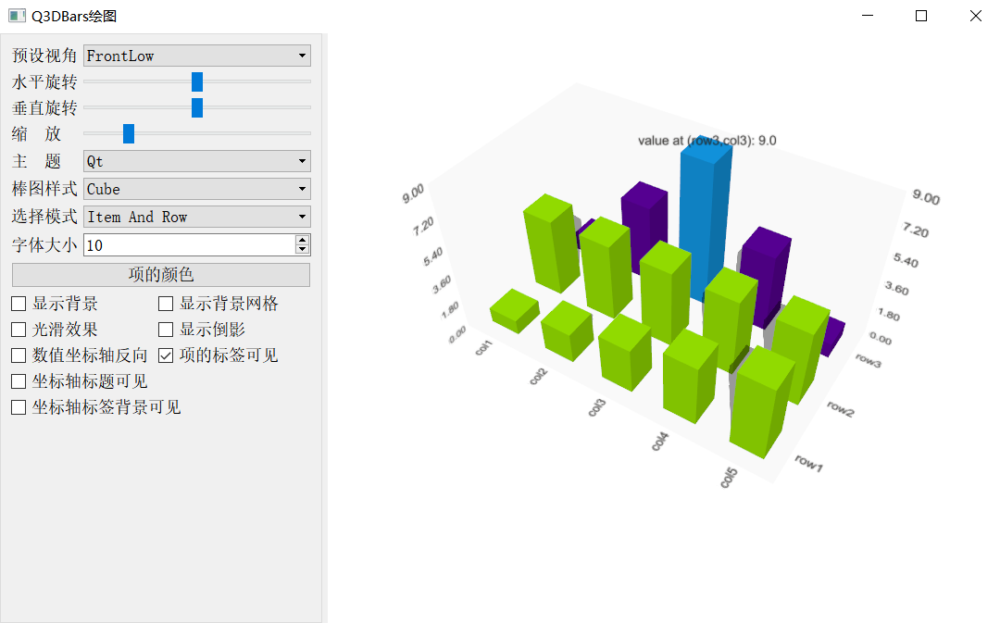 Q3DBars绘图
预设视角 FrontLow
水平旋转
垂直旋转
缩 放
主 题 Qt
棒图样式 Cube
选择模式 Item And Row
字体大小 10
项的颜色
显示背景 显示背景网格
光滑效果 显示倒影
数值坐标轴反向 项的标签可见
坐标轴标题可见
坐标轴标签背景可见
value at (row3,col3): 9.0
9.00
7.20
5.40
3.60
1.80
0.00
9.00
7.20
5.40
3.60
1.80
0.00
col1
col2
col3
col4
col5
row3
row2
row1